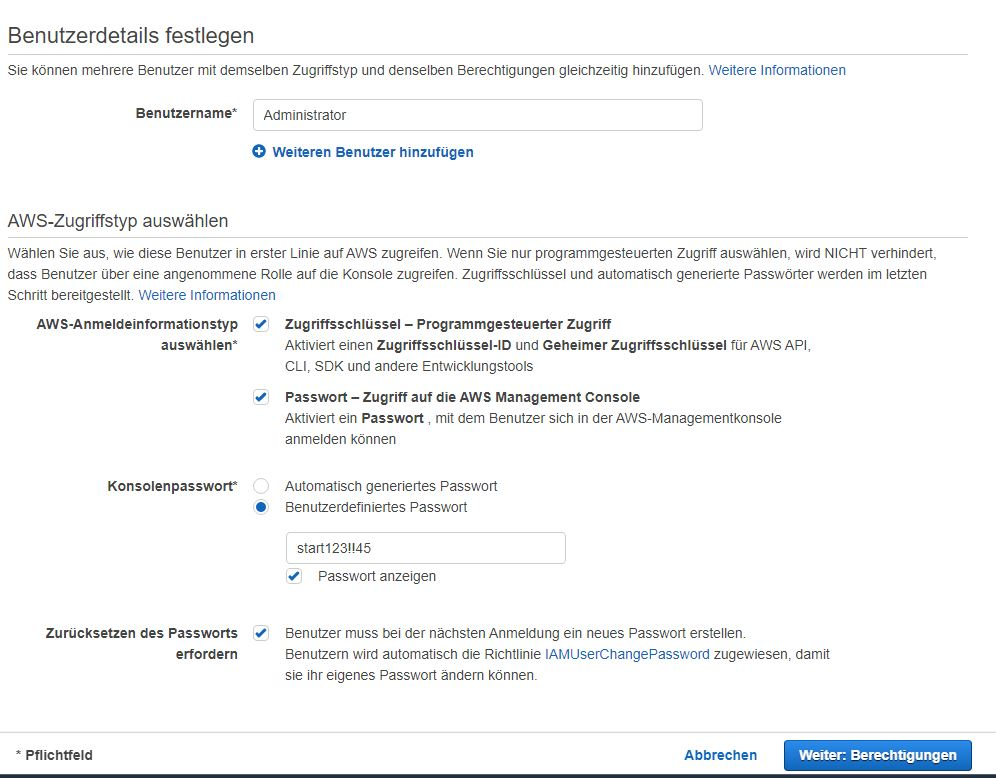 Benutzerdetails festlegen
Sie können mehrere Benutzer mit demselben Zugriffstyp und denselben Berechtigungen gleichzeitig hinzufügen. Weitere Informationen
Benutzername*
Administrator
Weiteren Benutzer hinzufügen
AWS-Zugriffstyp auswählen
Wählen Sie aus, wie diese Benutzer in erster Linie auf AWS zugreifen. Wenn Sie nur programmgesteuerten Zugriff auswählen, wird NICHT verhindert,
dass Benutzer über eine angenommene Rolle auf die Konsole zugreifen. Zugriffsschlüssel und automatisch generierte Passwörter werden im letzten
Schritt bereitgestellt. Weitere Informationen
AWS-Anmeldeinformationstyp
auswählen*
Zugriffsschlüssel – Programmgesteuerter Zugriff
Aktiviert einen Zugriffsschlüssel-ID und Geheimer Zugriffsschlüssel für AWS API,
CLI, SDK und andere Entwicklungstools
Passwort – Zugriff auf die AWS Management Console
Aktiviert ein Passwort , mit dem Benutzer sich in der AWS-Managementkonsole
anmelden können
Konsolenpasswort*
Automatisch generiertes Passwort
Benutzerdefiniertes Passwort
start123!!45
Passwort anzeigen
Zurücksetzen des Passworts
erfordern
Benutzer muss bei der nächsten Anmeldung ein neues Passwort erstellen.
Benutzern wird automatisch die Richtlinie IAMUserChangePassword zugewiesen, damit
sie ihr eigenes Passwort ändern können.
* Pflichtfeld
Abbrechen
Weiter: Berechtigungen